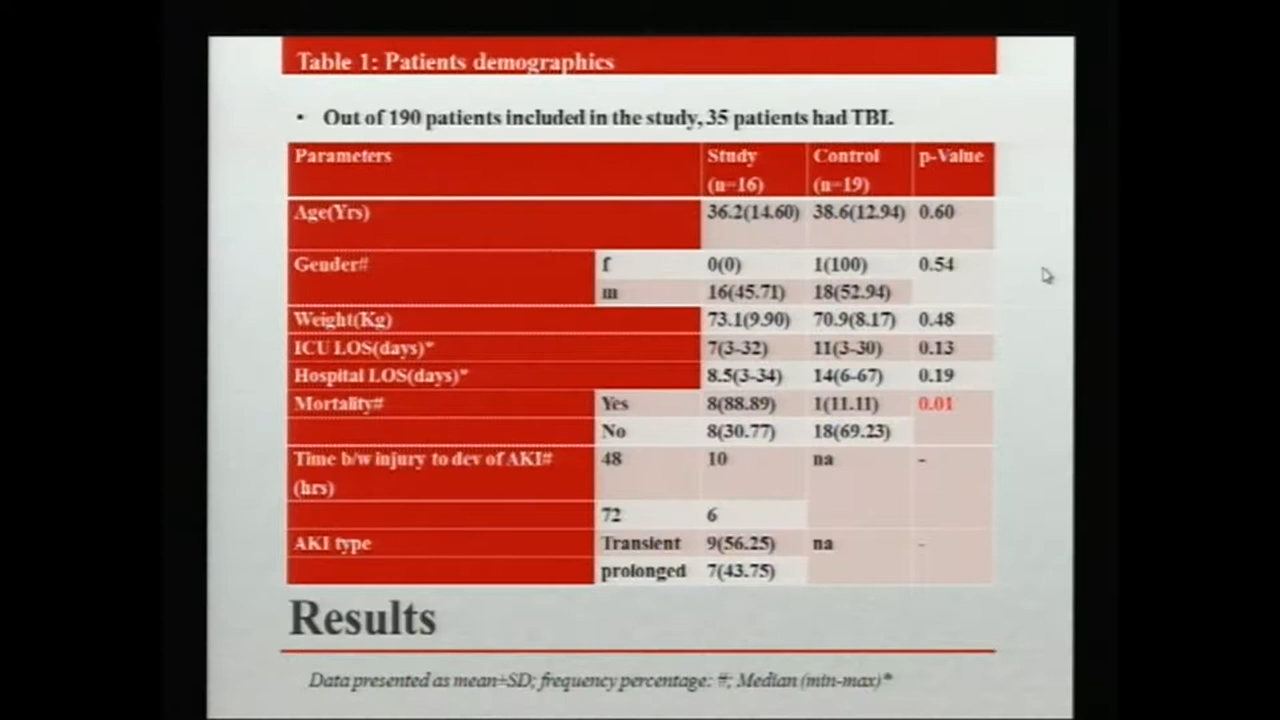 Table 1: Patients demographics
• Out of 190 patients included in the study, 35 patients had TBI.
Parameters Study (n=16) Control (n=19) p-Value
Age(Yrs) 36.2(14.60) 38.6(12.94) 0.60
Gender# f 0(0) 1(100) 0.54
m 16(45.71) 18(52.94)
Weight(Kg) 73.1(9.90) 70.9(8.17) 0.48
ICU LOS(days)* 7(3-32) 11(3-30) 0.13
Hospital LOS(days)* 8.5(3-34) 14(6-67) 0.19
Mortality# Yes 8(88.89) 1(11.11) 0.01
No 8(30.77) 18(69.23)
Time b/w injury to dev of AKI# (hrs) 48 10 na -
72 6
AKI type Transient 9(56.25) na -
prolonged 7(43.75)
Results
Data presented as mean±SD; frequency percentage: #; Median (min-max)*